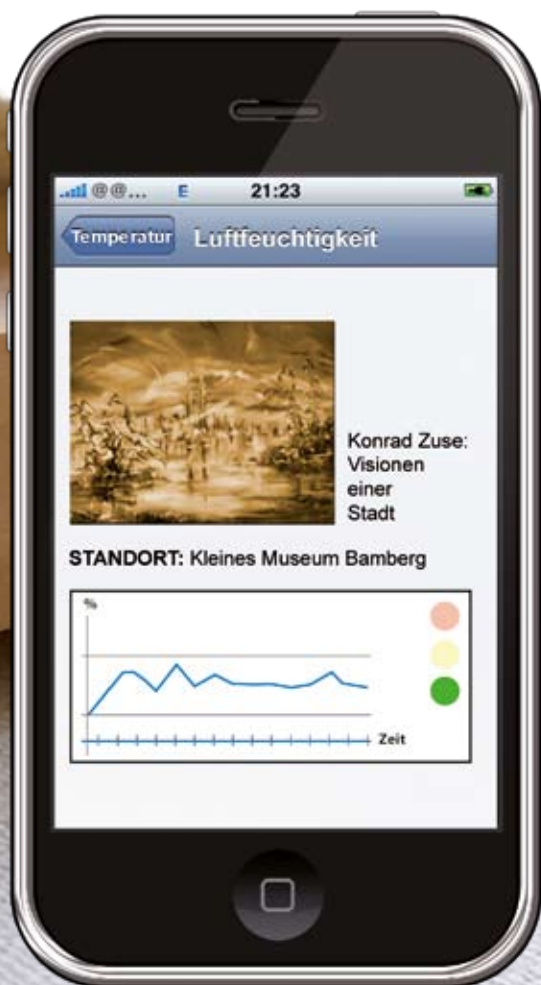 @@... E 21:23
Temperatur Luftfeuchtigkeit
Konrad Zuse:
Visionen
einer
Stadt
STANDORT: Kleines Museum Bamberg
%
Zeit